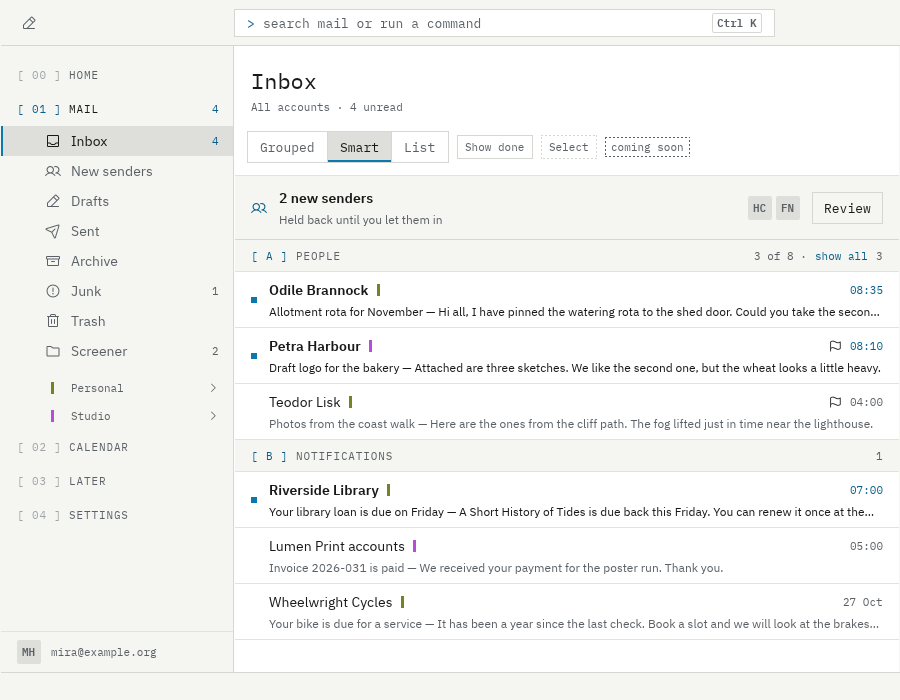 > search mail or run a command
Ctrl K
[ 00 ] HOME
[ 01 ] MAIL 4
Inbox 4
New senders
Drafts
Sent
Archive
Junk 1
Trash
Screener 2
Personal
Studio
[ 02 ] CALENDAR
[ 03 ] LATER
[ 04 ] SETTINGS
MH mira@example.org
Inbox
All accounts · 4 unread
Grouped Smart List Show done Select coming soon
2 new senders
Held back until you let them in
HC FN Review
[ A ] PEOPLE 3 of 8 · show all 3
Odile Brannock 08:35
Allotment rota for November — Hi all, I have pinned the watering rota to the shed door. Could you take the secon…
Petra Harbour 08:10
Draft logo for the bakery — Attached are three sketches. We like the second one, but the wheat looks a little heavy.
Teodor Lisk 04:00
Photos from the coast walk — Here are the ones from the cliff path. The fog lifted just in time near the lighthouse.
[ B ] NOTIFICATIONS 1
Riverside Library 07:00
Your library loan is due on Friday — A Short History of Tides is due back this Friday. You can renew it once at the…
Lumen Print accounts 05:00
Invoice 2026-031 is paid — We received your payment for the poster run. Thank you.
Wheelwright Cycles 27 Oct
Your bike is due for a service — It has been a year since the last check. Book a slot and we will look at the brakes…